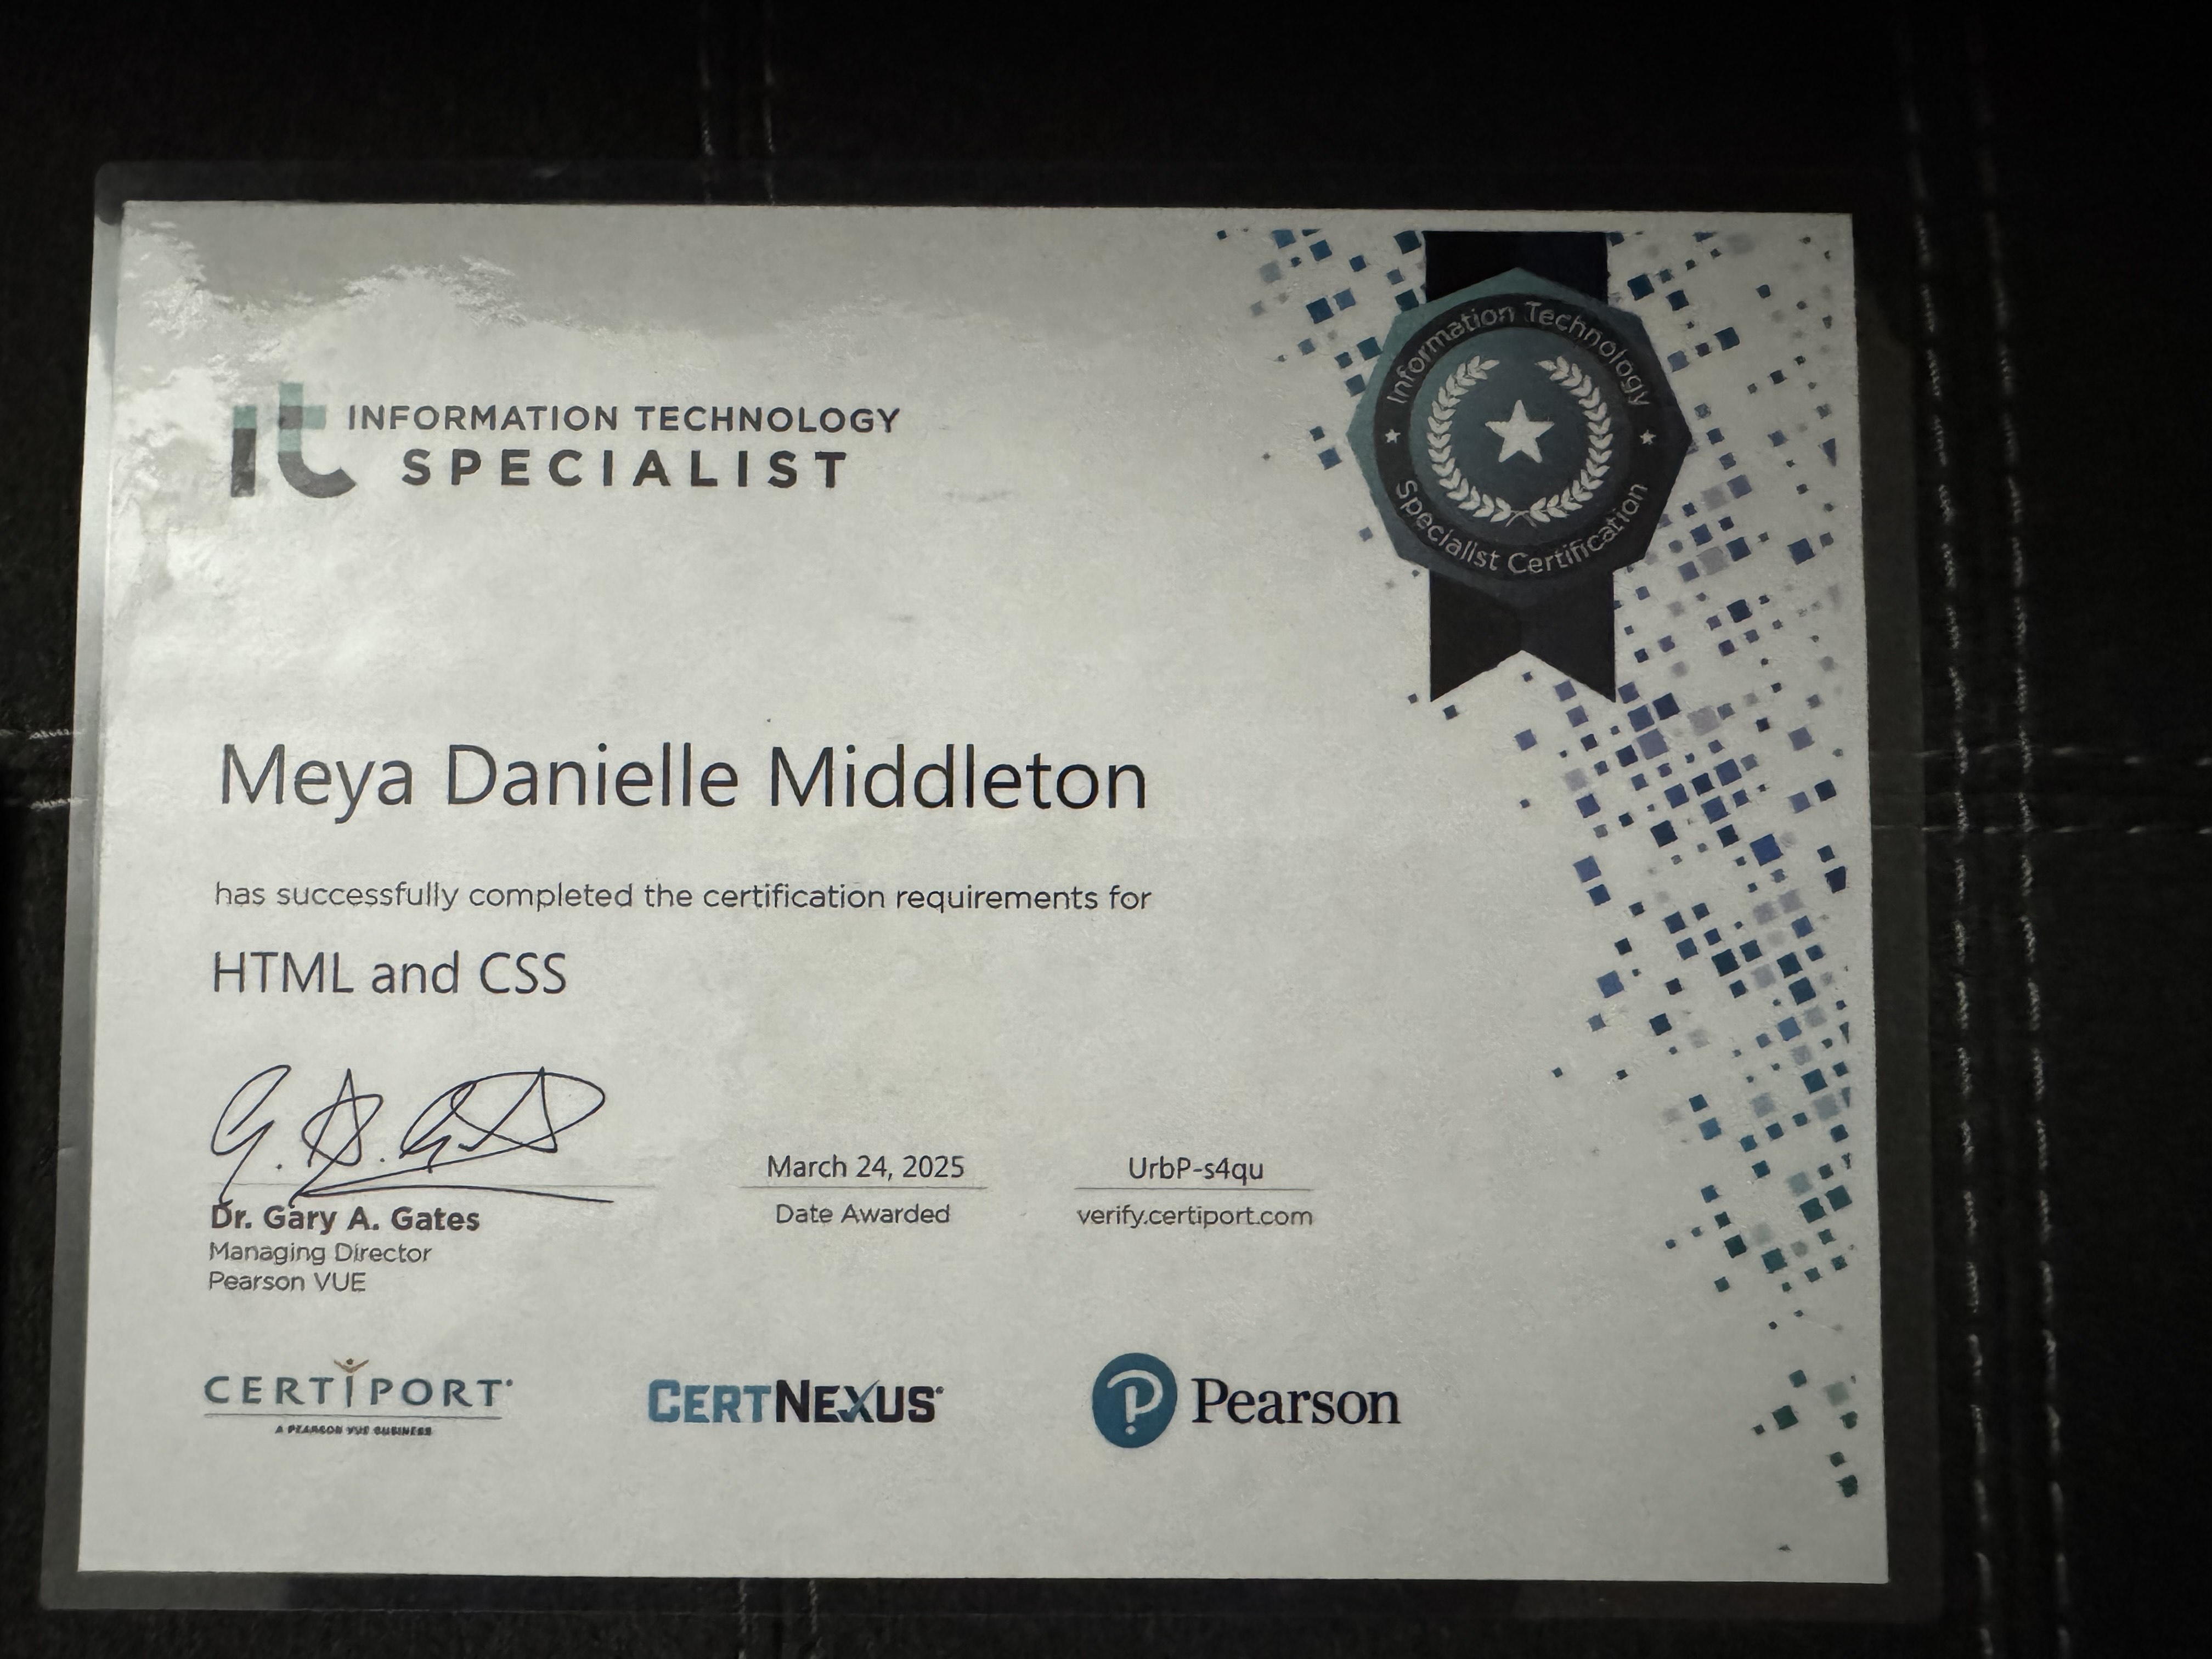 it INFORMATION TECHNOLOGY
SPECIALIST
Information Technology
Specialist Certification
Meya Danielle Middleton
has successfully completed the certification requirements for
HTML and CSS
Dr. Gary A. Gates
Managing Director
Pearson VUE
March 24, 2025
Date Awarded
UrbP-s4qu
verify.certiport.com
CERTIPORT®
A PEARSON VUE BUSINESS
CERTNEXUS®
Pearson